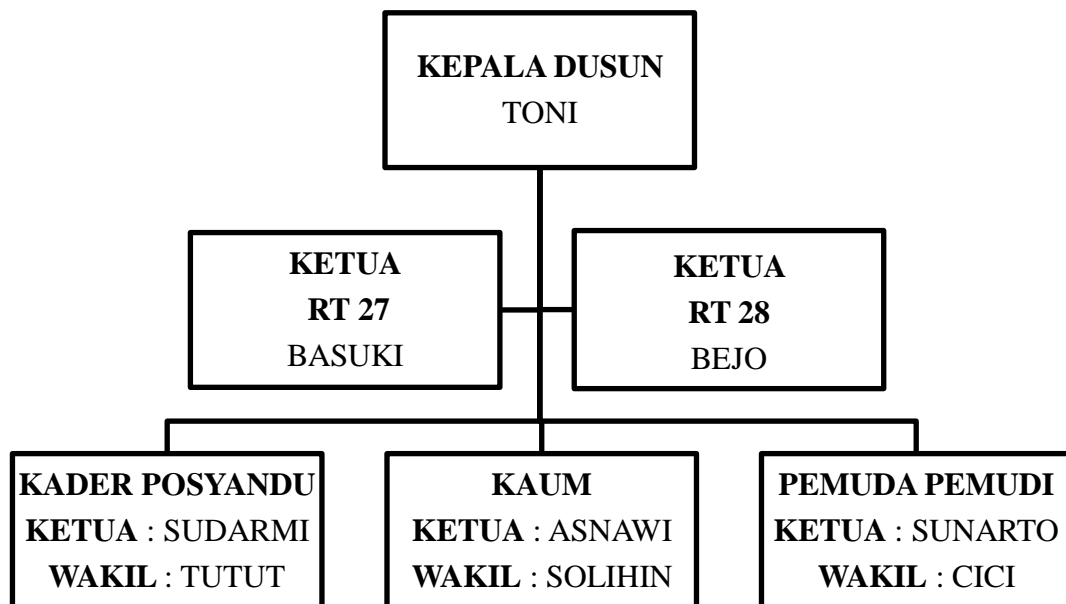 KEPALA DUSUN
TONI
KETUA
RT 27
BASUKI
KETUA
RT 28
BEJO
KADER POSYANDU
KETUA : SUDARMI
WAKIL : TUTUT
KAUM
KETUA : ASNAWI
WAKIL : SOLIHIN
PEMUDA PEMUDI
KETUA : SUNARTO
WAKIL : CICI